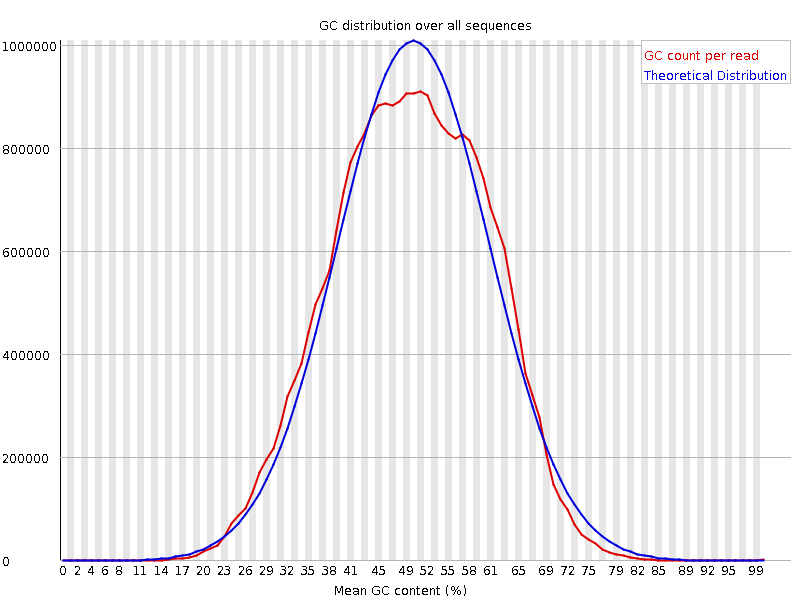 GC distribution over all sequences
GC count per read
Theoretical Distribution
1000000
800000
600000
400000
200000
0
0 2 4 6 8 11 14 17 20 23 26 29 32 35 38 41 45 49 52 55 58 61 65 69 72 75 79 82 85 89 92 95 99
Mean GC content (%)